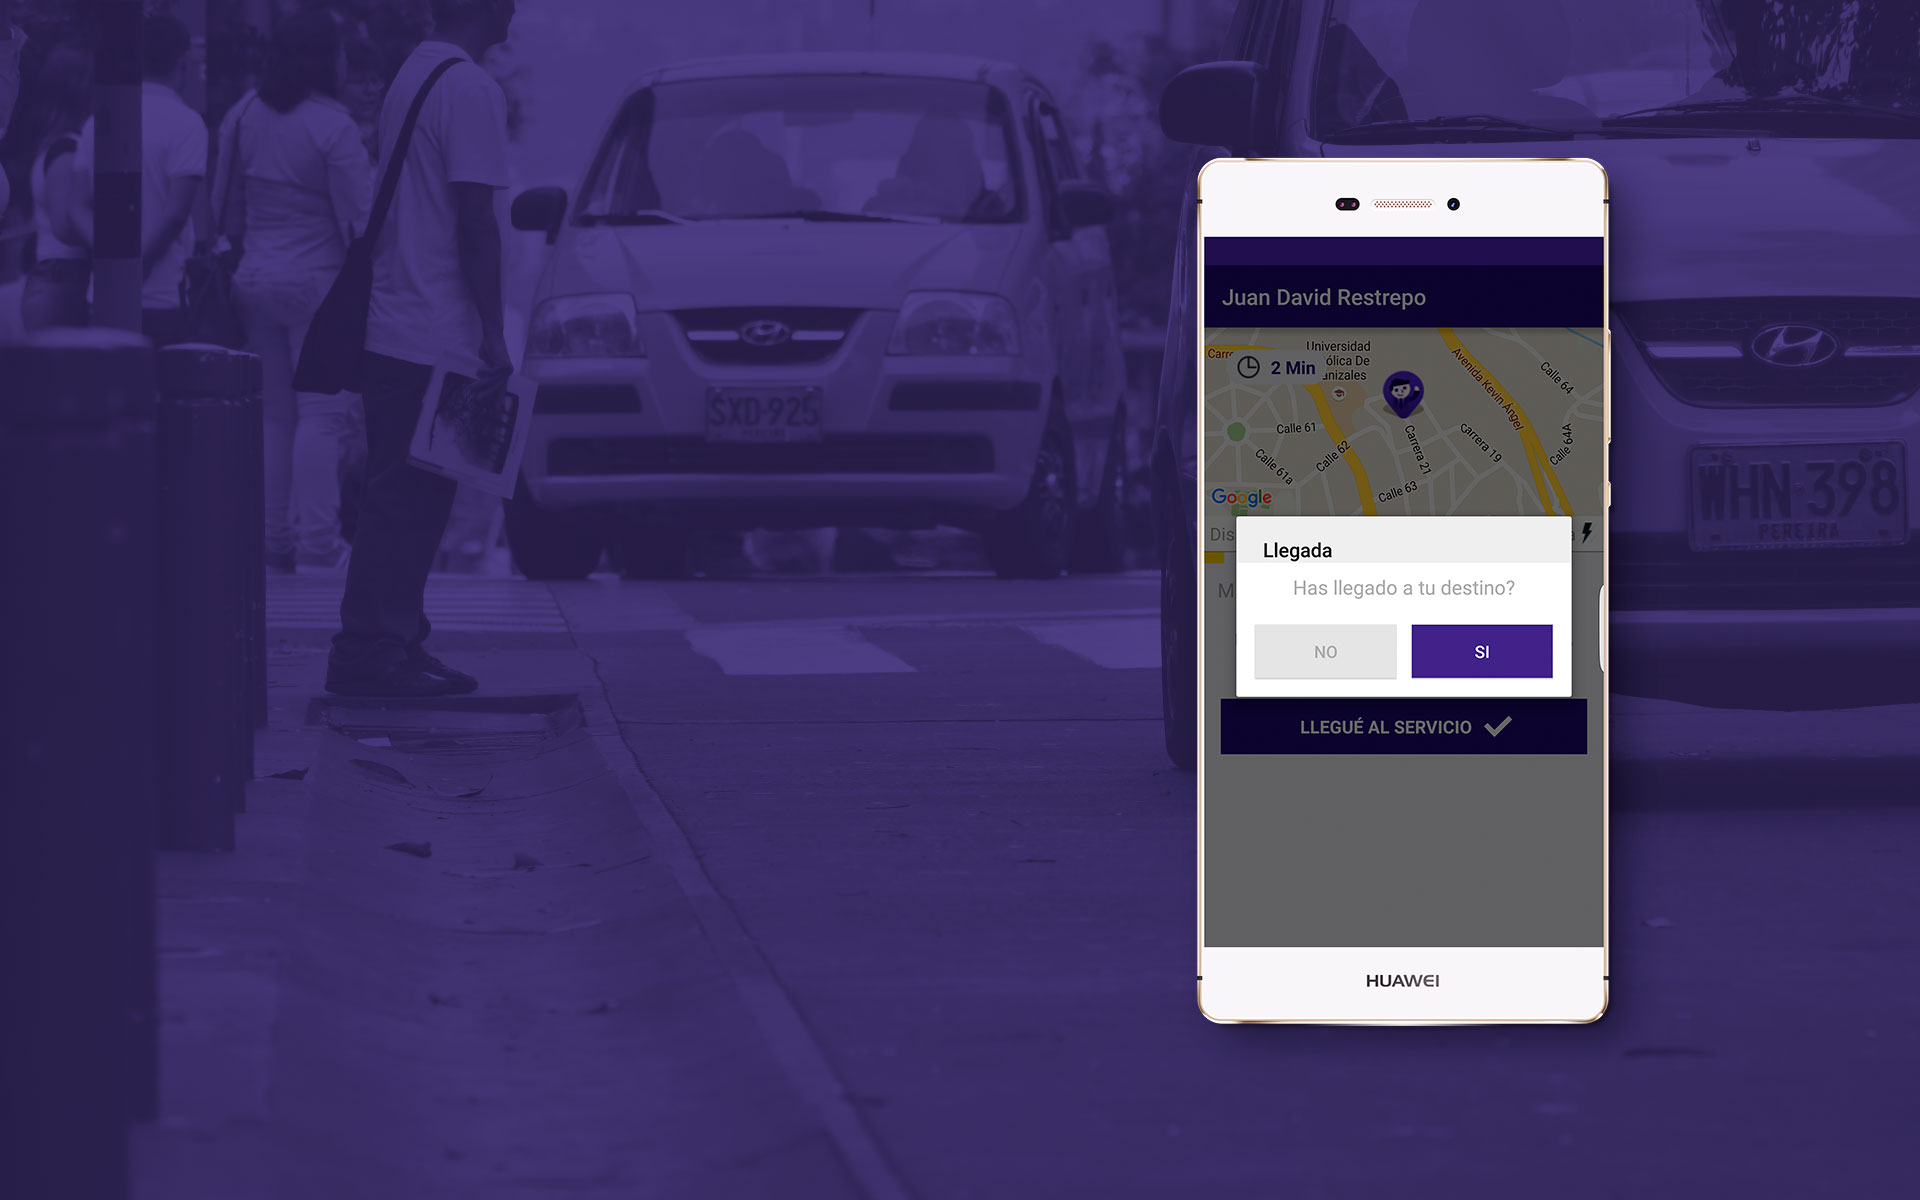 SXD-925
PEREIRA
WHN-398
PEREIRA
Juan David Restrepo
Universidad
ólica De
anizales
Carre
2 Min
Avenida Kevin Ángel
Calle 64
Calle 61
Calle 62
Calle 61a
Carrera 21
Carrera 19
Calle 64A
Calle 63
Google
Dis
a
Llegada
M
Has llegado a tu destino?
NO
SI
LLEGUÉ AL SERVICIO
HUAWEI